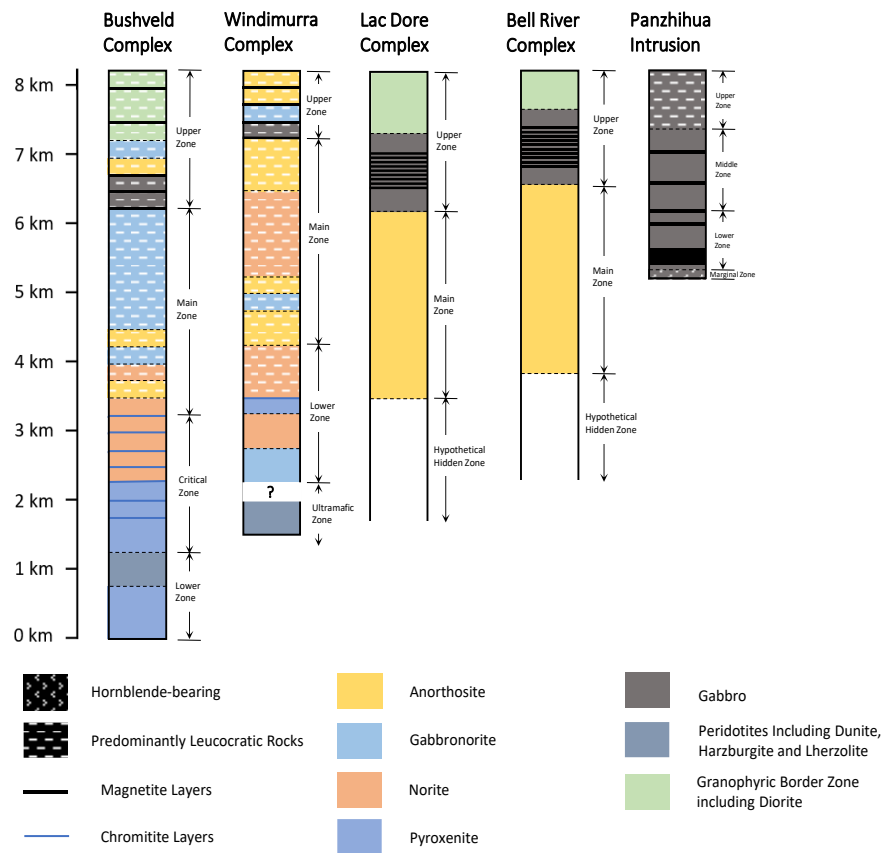 Bushveld
Complex
Windimurra
Complex
Lac Dore
Complex
Bell River
Complex
Panzhihua
Intrusion
8 km
7 km
6 km
5 km
4 km
3 km
2 km
1 km
0 km
Upper
Zone
Main
Zone
Critical
Zone
Lower
Zone
Upper
Zone
Main
Zone
Lower
Zone
?
Ultramafic
Zone
Upper
Zone
Main
Zone
Hypothetical
Hidden Zone
Upper
Zone
Main
Zone
Hypothetical
Hidden Zone
Upper
Zone
Middle
Zone
Lower
Zone
Marginal Zone
Hornblende-bearing
Predominantly Leucocratic Rocks
Magnetite Layers
Chromitite Layers
Anorthosite
Gabbronorite
Norite
Pyroxenite
Gabbro
Peridotites Including Dunite,
Harzburgite and Lherzolite
Granophyric Border Zone
including Diorite